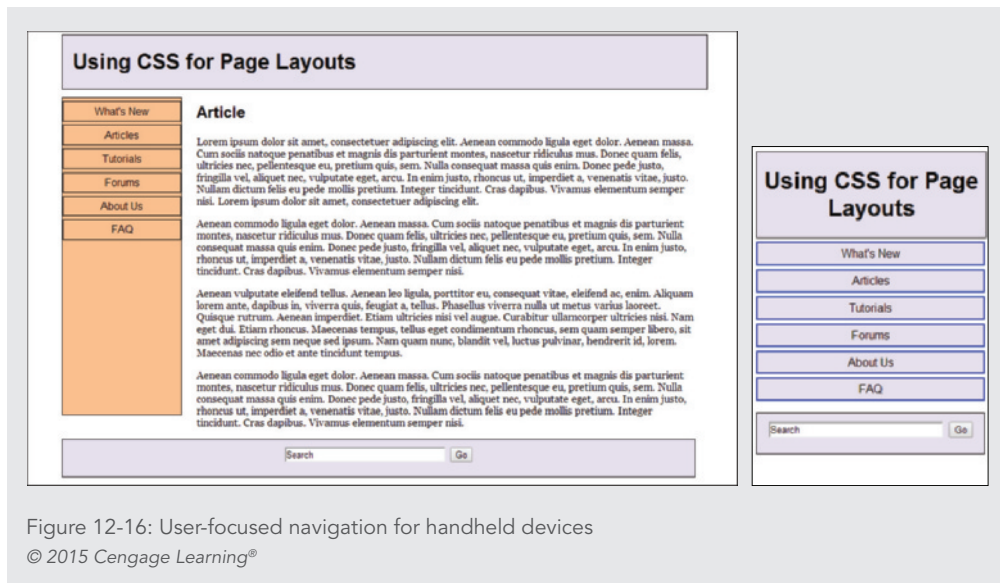 Using CSS for Page Layouts
What's New
Articles
Tutorials
Forums
About Us
FAQ
Article
Lorem ipsum dolor sit amet, consectetuer adipiscing elit. Aenean commodo ligula eget dolor. Aenean massa.
Cum sociis natoque penatibus et magnis dis parturient montes, nascetur ridiculus mus. Donec quam felis,
ultricies nec, pellentesque eu, pretium quis, sem. Nulla consequat massa quis enim. Donec pede justo,
fringilla vel, aliquet nec, vulputate eget, arcu. In enim justo, rhoncus ut, imperdiet a, venenatis vitae, justo.
Nullam dictum felis eu pede mollis pretium. Integer tincidunt. Cras dapibus. Vivamus elementum semper
nisi. Lorem ipsum dolor sit amet, consectetuer adipiscing elit.
Aenean commodo ligula eget dolor. Aenean massa. Cum sociis natoque penatibus et magnis dis parturient
montes, nascetur ridiculus mus. Donec quam felis, ultricies nec, pellentesque eu, pretium quis, sem. Nulla
consequat massa quis enim. Donec pede justo, fringilla vel, aliquet nec, vulputate eget, arcu. In enim justo,
rhoncus ut, imperdiet a, venenatis vitae, justo. Nullam dictum felis eu pede mollis pretium. Integer
tincidunt. Cras dapibus. Vivamus elementum semper nisi.
Aenean vulputate eleifend tellus. Aenean leo ligula, porttitor eu, consequat vitae, eleifend ac, enim. Aliquam
lorem ante, dapibus in, viverra quis, feugiat a, tellus. Phasellus viverra nulla ut metus varius laoreet.
Quisque rutrum. Aenean imperdiet. Etiam ultricies nisi vel augue. Curabitur ullamcorper ultricies nisi. Nam
eget dui. Etiam rhoncus. Maecenas tempus, tellus eget condimentum rhoncus, sem quam semper libero, sit
amet adipiscing sem neque sed ipsum. Nam quam nunc, blandit vel, luctus pulvinar, hendrerit id, lorem.
Maecenas nec odio et ante tincidunt tempus.
Aenean commodo ligula eget dolor. Aenean massa. Cum sociis natoque penatibus et magnis dis parturient
montes, nascetur ridiculus mus. Donec quam felis, ultricies nec, pellentesque eu, pretium quis, sem. Nulla
consequat massa quis enim. Donec pede justo, fringilla vel, aliquet nec, vulputate eget, arcu. In enim justo,
rhoncus ut, imperdiet a, venenatis vitae, justo. Nullam dictum felis eu pede mollis pretium. Integer
tincidunt. Cras dapibus. Vivamus elementum semper nisi.
Search
Go
Using CSS for Page
Layouts
What's New
Articles
Tutorials
Forums
About Us
FAQ
Search
Go
Figure 12-16: User-focused navigation for handheld devices
© 2015 Cengage Learning®